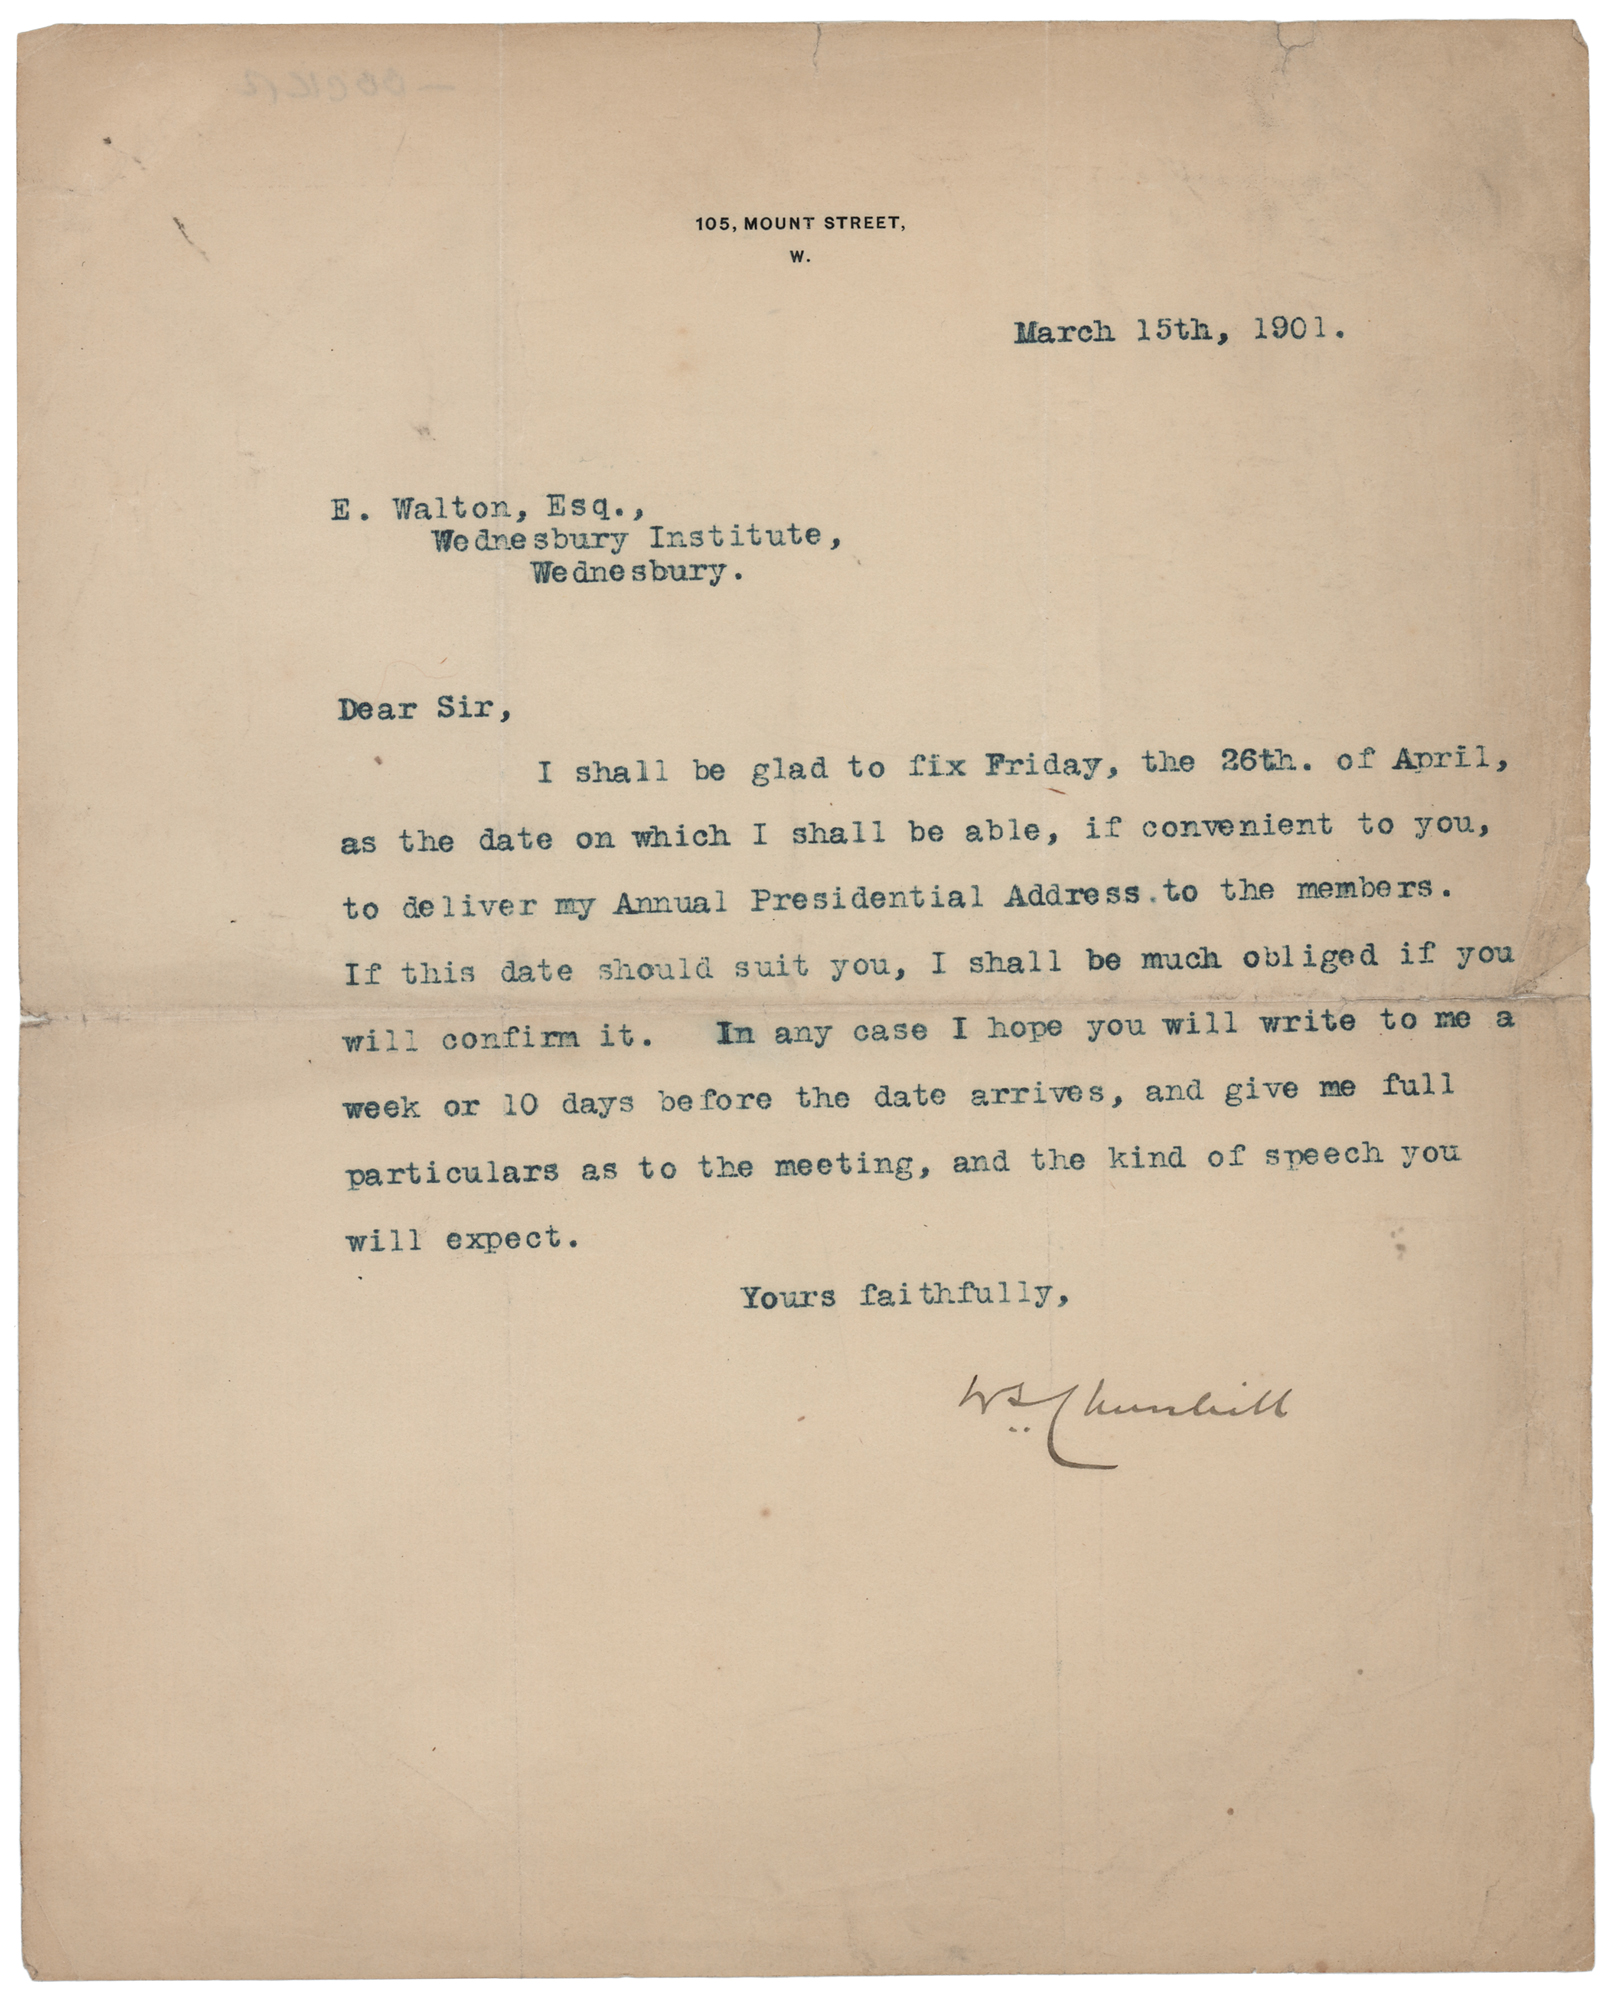 105, MOUNT STREET,
W.
March 15th, 1901.
E. Walton, Esq.,
Wednesbury Institute,
Wednesbury.
Dear Sir,
I shall be glad to fix Friday, the 26th. of April,
as the date on which I shall be able, if convenient to you,
to deliver my Annual Presidential Address.to the members.
If this date should suit you, I shall be much obliged if you
will confirm it. In any case I hope you will write to me a
week or 10 days before the date arrives, and give me full
particulars as to the meeting, and the kind of speech you
will expect.
Yours faithfully,
WS Churchill